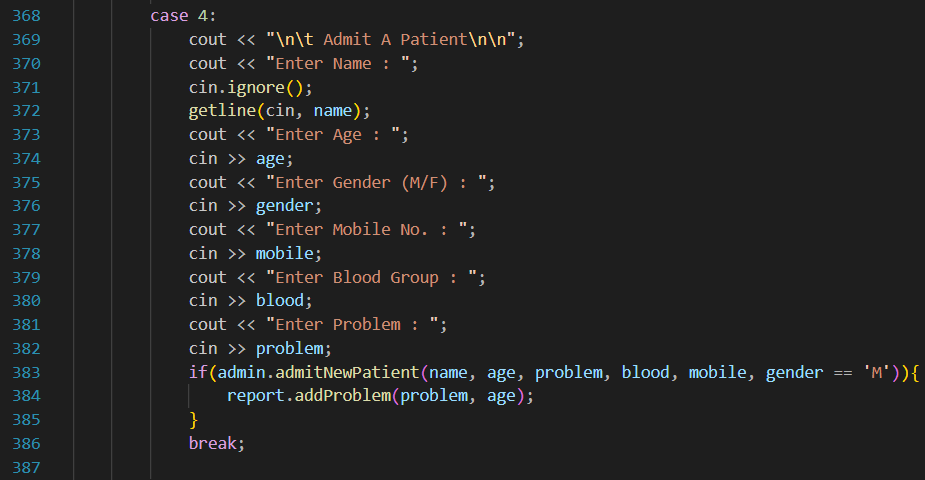 368 case 4:
369 cout << "\n\t Admit A Patient\n\n";
370 cout << "Enter Name : ";
371 cin.ignore();
372 getline(cin, name);
373 cout << "Enter Age : ";
374 cin >> age;
375 cout << "Enter Gender (M/F) : ";
376 cin >> gender;
377 cout << "Enter Mobile No. : ";
378 cin >> mobile;
379 cout << "Enter Blood Group : ";
380 cin >> blood;
381 cout << "Enter Problem : ";
382 cin >> problem;
383 if(admin.admitNewPatient(name, age, problem, blood, mobile, gender == 'M')){
384 report.addProblem(problem, age);
385 }
386 break;
387